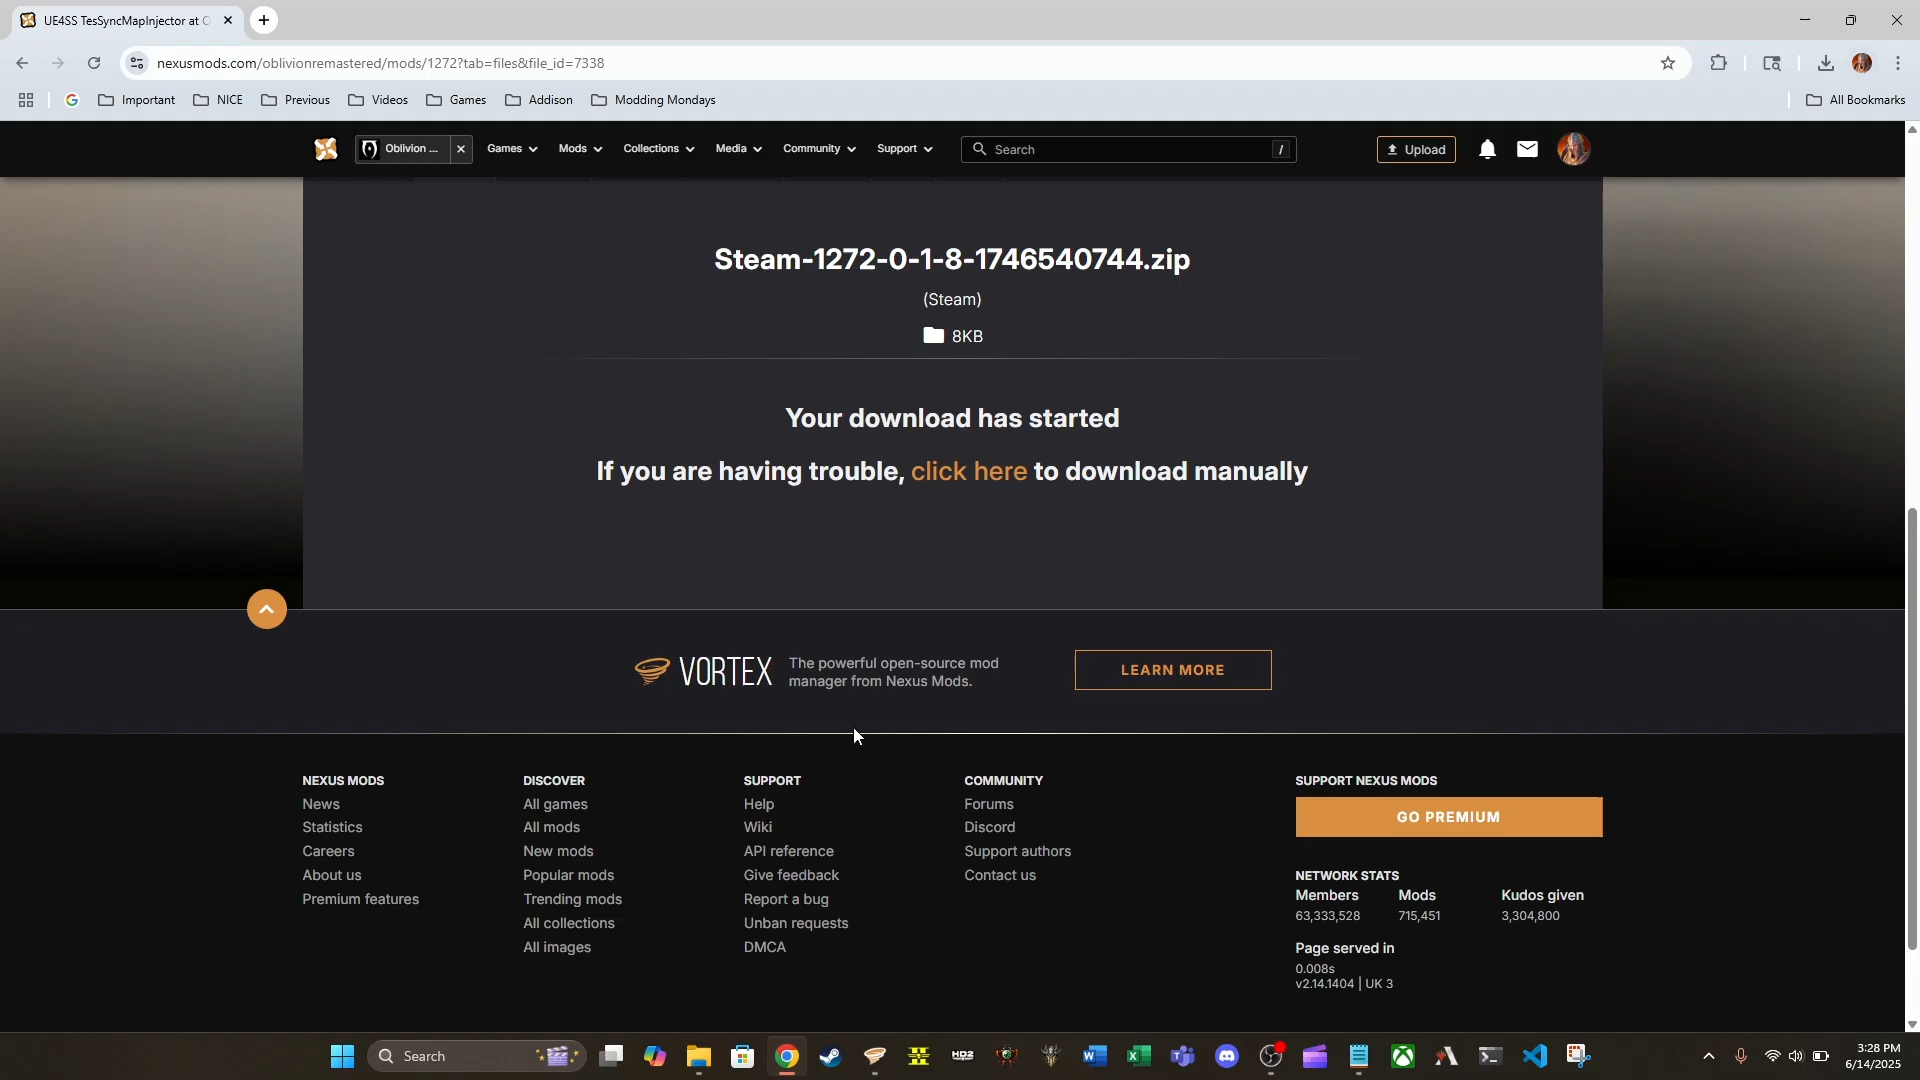 UE4SS TesSyncMapInjector at O
nexusmods.com/oblivionremastered/mods/1272?tab=files&file_id=7338
Important
NICE
Previous
Videos
Games
Addison
Modding Mondays
All Bookmarks
Oblivion ...
Games
Mods
Collections
Media
Community
Support
Search
/
Upload
Steam-1272-0-1-8-1746540744.zip
(Steam)
8KB
Your download has started
If you are having trouble, click here to download manually
VORTEX
The powerful open-source mod
manager from Nexus Mods.
LEARN MORE
NEXUS MODS
News
Statistics
Careers
About us
Premium features
DISCOVER
All games
All mods
New mods
Popular mods
Trending mods
All collections
All images
SUPPORT
Help
Wiki
API reference
Give feedback
Report a bug
Unban requests
DMCA
COMMUNITY
Forums
Discord
Support authors
Contact us
SUPPORT NEXUS MODS
GO PREMIUM
NETWORK STATS
Members
63,333,528
Mods
715,451
Kudos given
3,304,800
Page served in
0.008s
v2.14.1404 | UK 3
Search
HD2
3:28 PM
6/14/2025